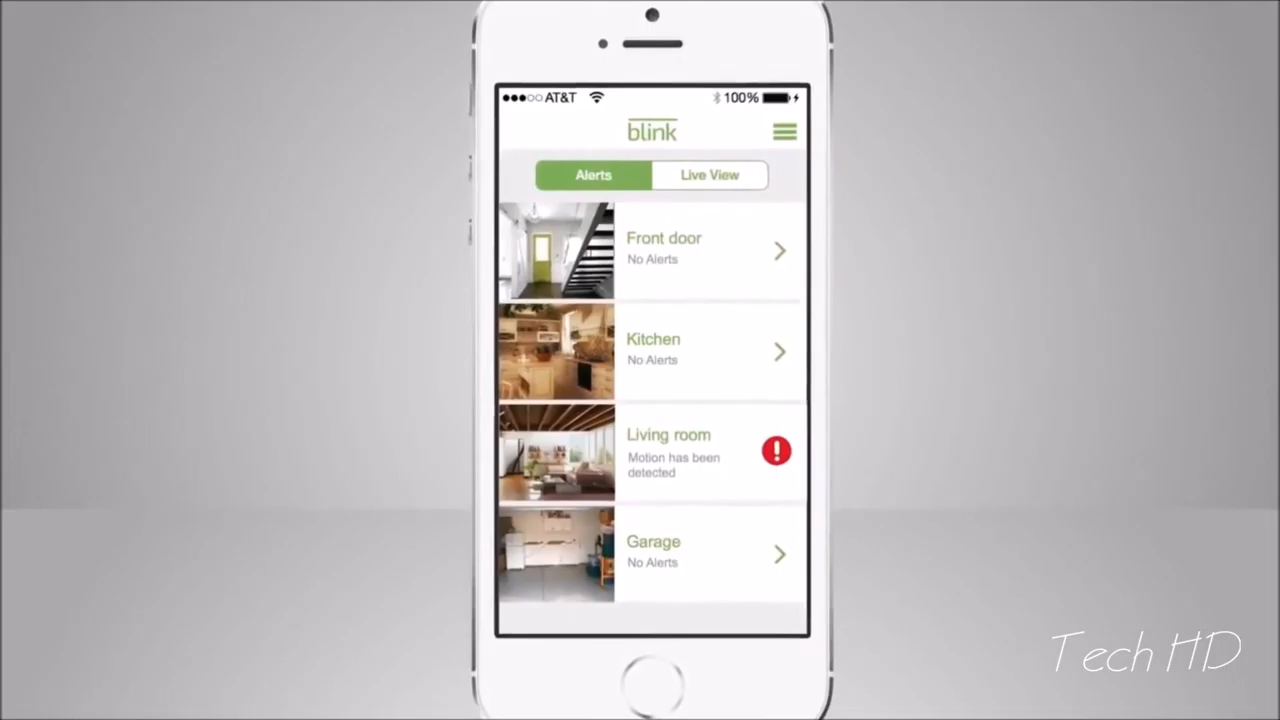 AT&T 100%
blink
Alerts Live View
Front door
No Alerts
Kitchen
No Alerts
Living room
Motion has been
detected
Garage
No Alerts
Tech HD